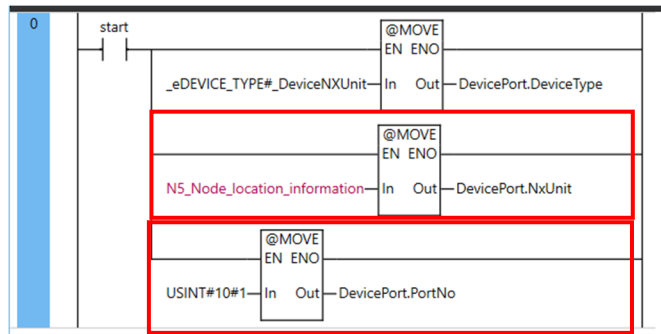 0
start
@MOVE
EN ENO
_eDEVICE_TYPE#_DeviceNXUnit In Out DevicePort.DeviceType
@MOVE
EN ENO
N5_Node_location_information In Out DevicePort.NxUnit
@MOVE
EN ENO
USINT#10#1 In Out DevicePort.PortNo